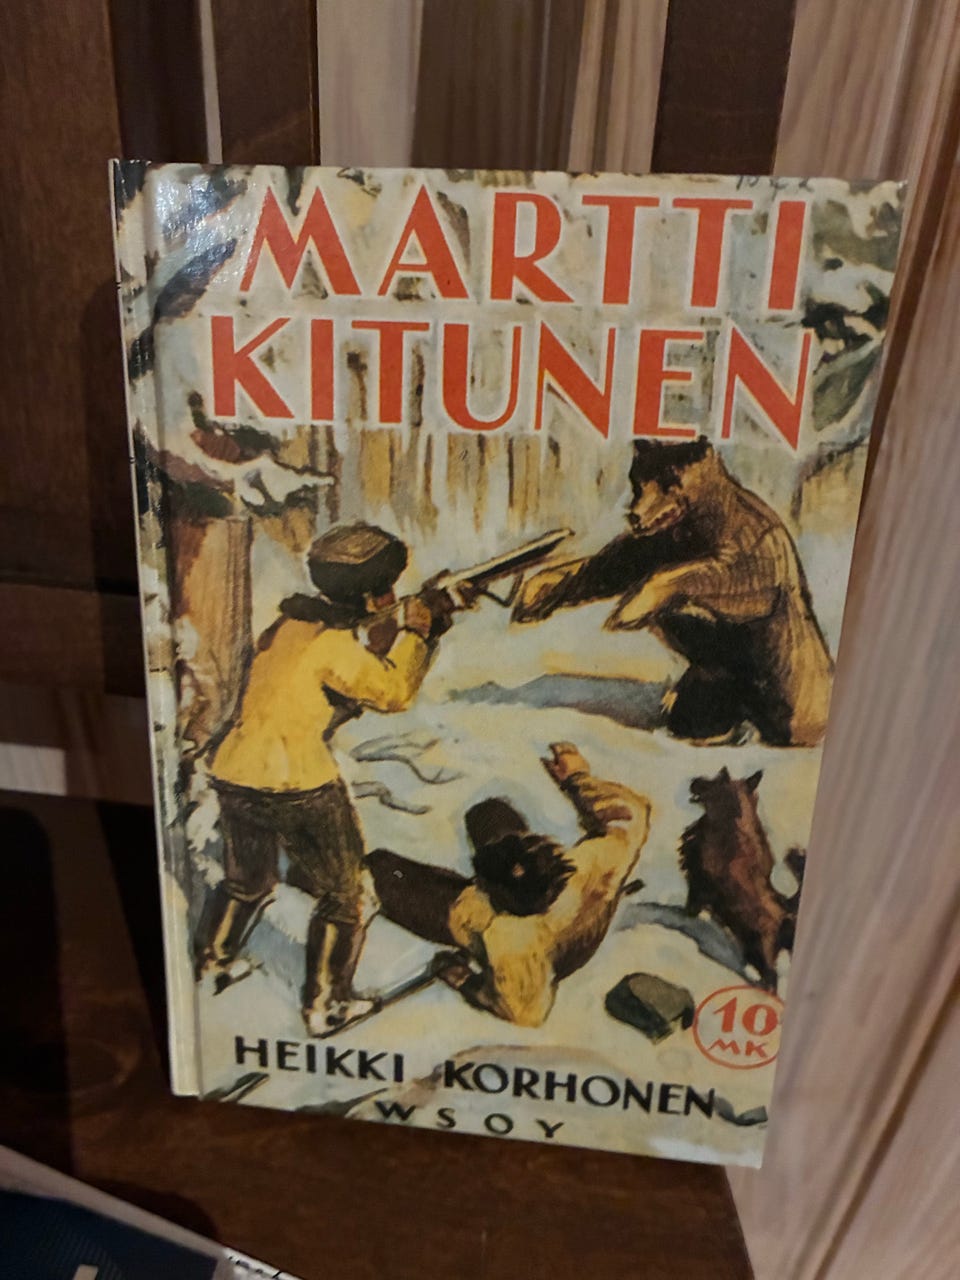 MARTTI
KITUNEN
10
MK
HEIKKI KORHONEN
WSOY